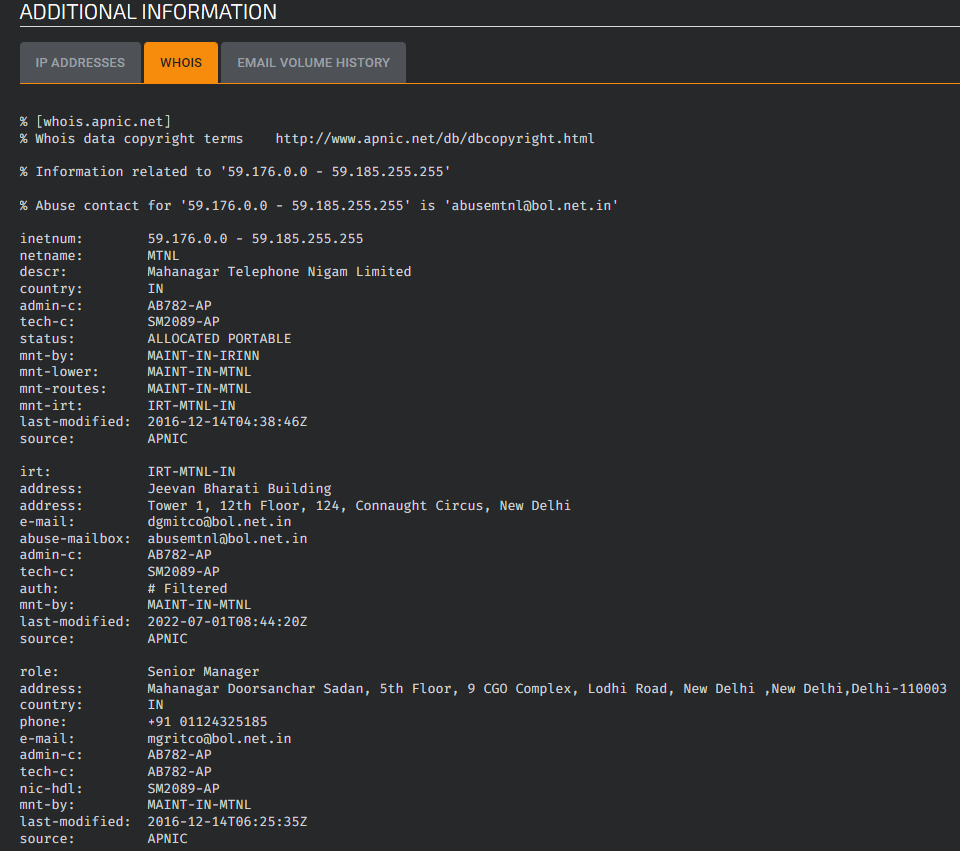 ADDITIONAL INFORMATION
IP ADDRESSES WHOIS EMAIL VOLUME HISTORY
% [whois.apnic.net]
% Whois data copyright terms    http://www.apnic.net/db/dbcopyright.html
% Information related to '59.176.0.0 - 59.185.255.255'
% Abuse contact for '59.176.0.0 - 59.185.255.255' is 'abusemtnl@bol.net.in'
inetnum:        59.176.0.0 - 59.185.255.255
netname:        MTNL
descr:          Mahanagar Telephone Nigam Limited
country:        IN
admin-c:        AB782-AP
tech-c:         SM2089-AP
status:         ALLOCATED PORTABLE
mnt-by:         MAINT-IN-IRINN
mnt-lower:      MAINT-IN-MTNL
mnt-routes:     MAINT-IN-MTNL
mnt-irt:        IRT-MTNL-IN
last-modified:  2016-12-14T04:38:46Z
source:         APNIC
irt:            IRT-MTNL-IN
address:        Jeevan Bharati Building
address:        Tower 1, 12th Floor, 124, Connaught Circus, New Delhi
e-mail:         dgmitco@bol.net.in
abuse-mailbox:  abusemtnl@bol.net.in
admin-c:        AB782-AP
tech-c:         SM2089-AP
auth:           # Filtered
mnt-by:         MAINT-IN-MTNL
last-modified:  2022-07-01T08:44:20Z
source:         APNIC
role:           Senior Manager
address:        Mahanagar Doorsanchar Sadan, 5th Floor, 9 CGO Complex, Lodhi Road, New Delhi ,New Delhi,Delhi-110003
country:        IN
phone:          +91 01124325185
e-mail:         mgritco@bol.net.in
admin-c:        AB782-AP
tech-c:         AB782-AP
nic-hdl:        SM2089-AP
mnt-by:         MAINT-IN-MTNL
last-modified:  2016-12-14T06:25:35Z
source:         APNIC